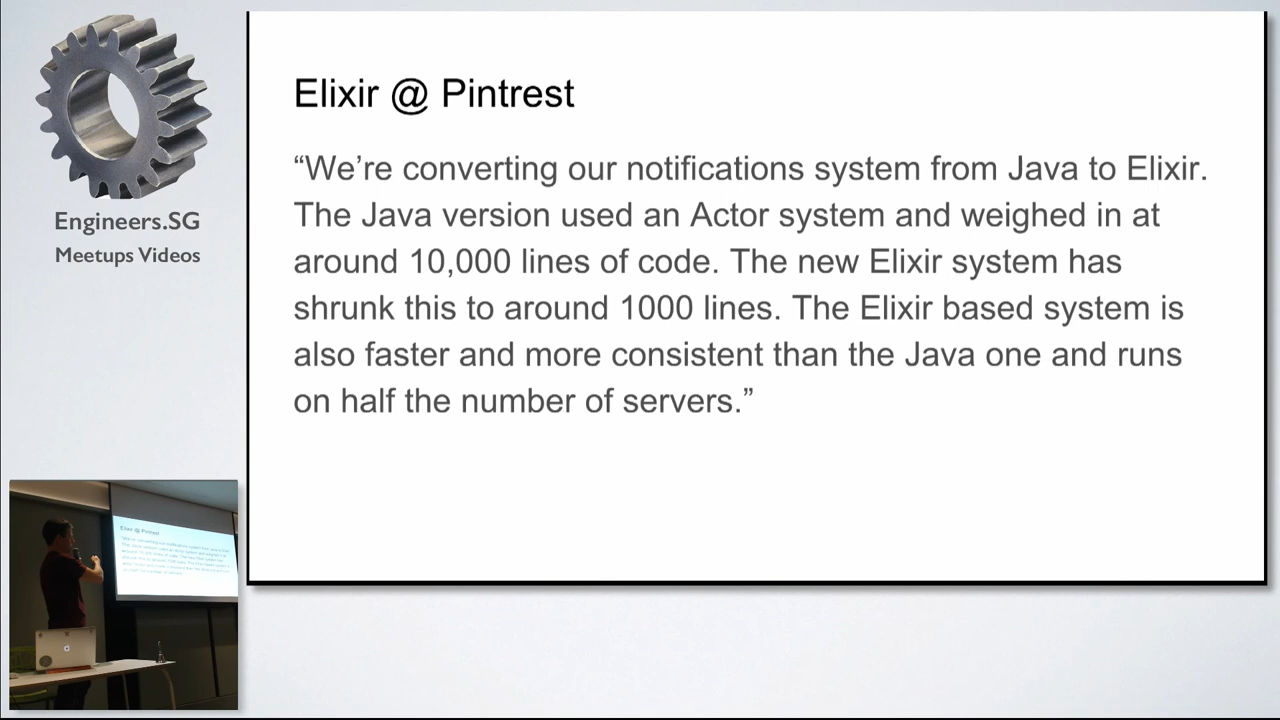 Engineers.SG
Meetups Videos
Elixir @ Pintrest
“We’re converting our notifications system from Java to Elixir.
The Java version used an Actor system and weighed in at
around 10,000 lines of code. The new Elixir system has
shrunk this to around 1000 lines. The Elixir based system is
also faster and more consistent than the Java one and runs
on half the number of servers.”
Elixir @ Pintrest